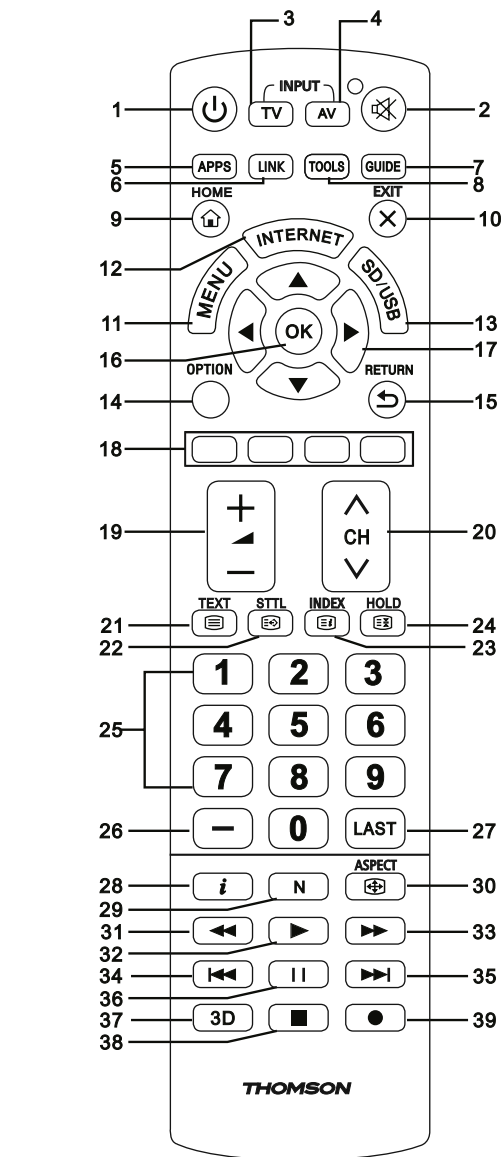 3 4
INPUT
1 TV AV 2
5 APPS LINK TOOLS GUIDE 7
6 8
HOME EXIT
9 10
12 INTERNET
MENU SD/USB
11 13
16 OK 17
OPTION RETURN
14 15
18
19 20
CH
TEXT STTL INDEX HOLD
21 24
22 i 23
1 2 3
25 4 5 6
7 8 9
26 – 0 LAST 27
ASPECT
28 i N 30
29
31 33
32
34 35
36
37 3D 39
38
THOMSON